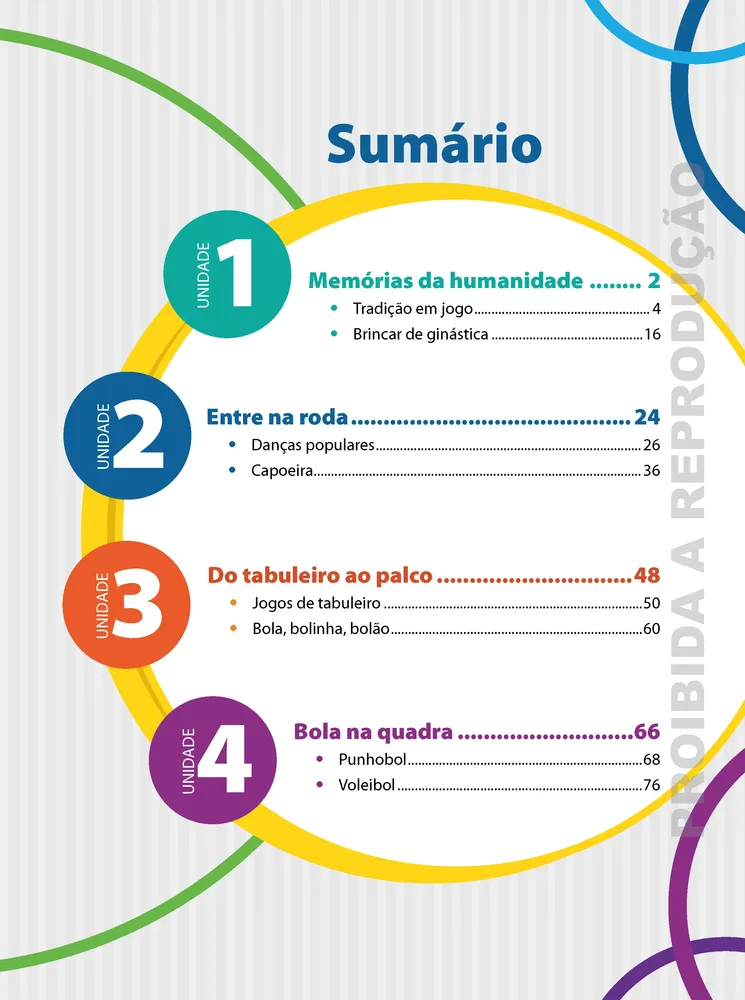 Sumário
UNIDADE 1
Memórias da humanidade ........ 2
• Tradição em jogo.................................................. 4
• Brincar de ginástica ...........................................16
UNIDADE 2
Entre na roda............................................ 24
• Danças populares............................................................................ 26
• Capoeira.............................................................................................. 36
UNIDADE 3
Do tabuleiro ao palco ..............................48
• Jogos de tabuleiro ..........................................................................50
• Bola, bolinha, bolão........................................................................60
UNIDADE 4
Bola na quadra ...........................66
• Punhobol...................................................................68
• Voleibol ......................................................................76
PROIBIDA A REPRODUÇÃO